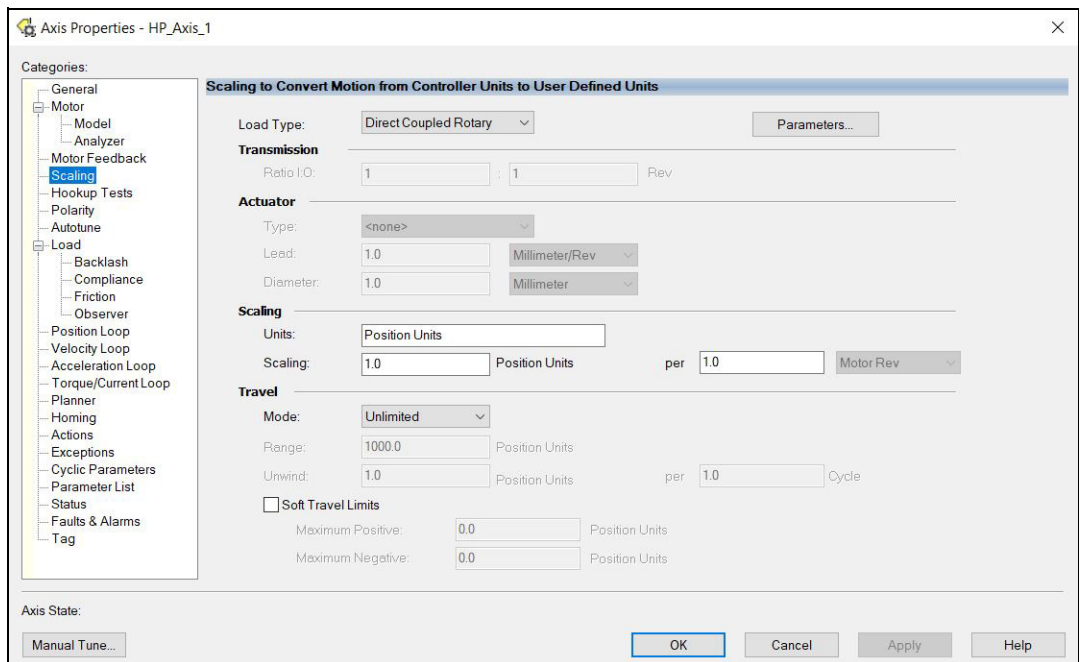 Axis Properties - HP_Axis_1
Categories:
General
Motor
Model
Analyzer
Motor Feedback
Scaling
Hookup Tests
Polarity
Autotune
Load
Backlash
Compliance
Friction
Observer
Position Loop
Velocity Loop
Acceleration Loop
Torque/Current Loop
Planner
Homing
Actions
Exceptions
Cyclic Parameters
Parameter List
Status
Faults & Alarms
Tag
Scaling to Convert Motion from Controller Units to User Defined Units
Load Type: Direct Coupled Rotary Parameters...
Transmission
Ratio I:O: 1 : 1 Rev
Actuator
Type: <none>
Lead: 1.0 Millimeter/Rev
Diameter: 1.0 Millimeter
Scaling
Units: Position Units
Scaling: 1.0 Position Units per 1.0 Motor Rev
Travel
Mode: Unlimited
Range: 1000.0 Position Units
Unwind: 1.0 Position Units per 1.0 Cycle
Soft Travel Limits
Maximum Positive: 0.0 Position Units
Maximum Negative: 0.0 Position Units
Axis State:
Manual Tune... OK Cancel Apply Help